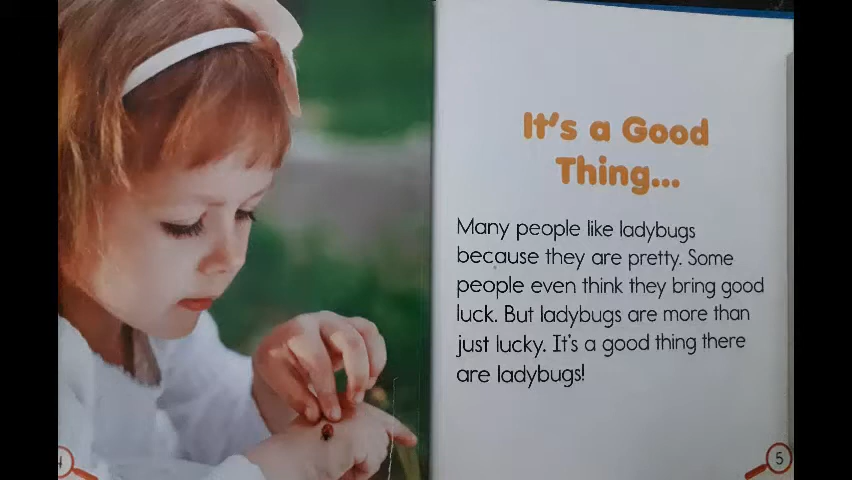 It's a Good
Thing...
Many people like ladybugs
because they are pretty. Some
people even think they bring good
luck. But ladybugs are more than
just lucky. It's a good thing there
are ladybugs!
4
5